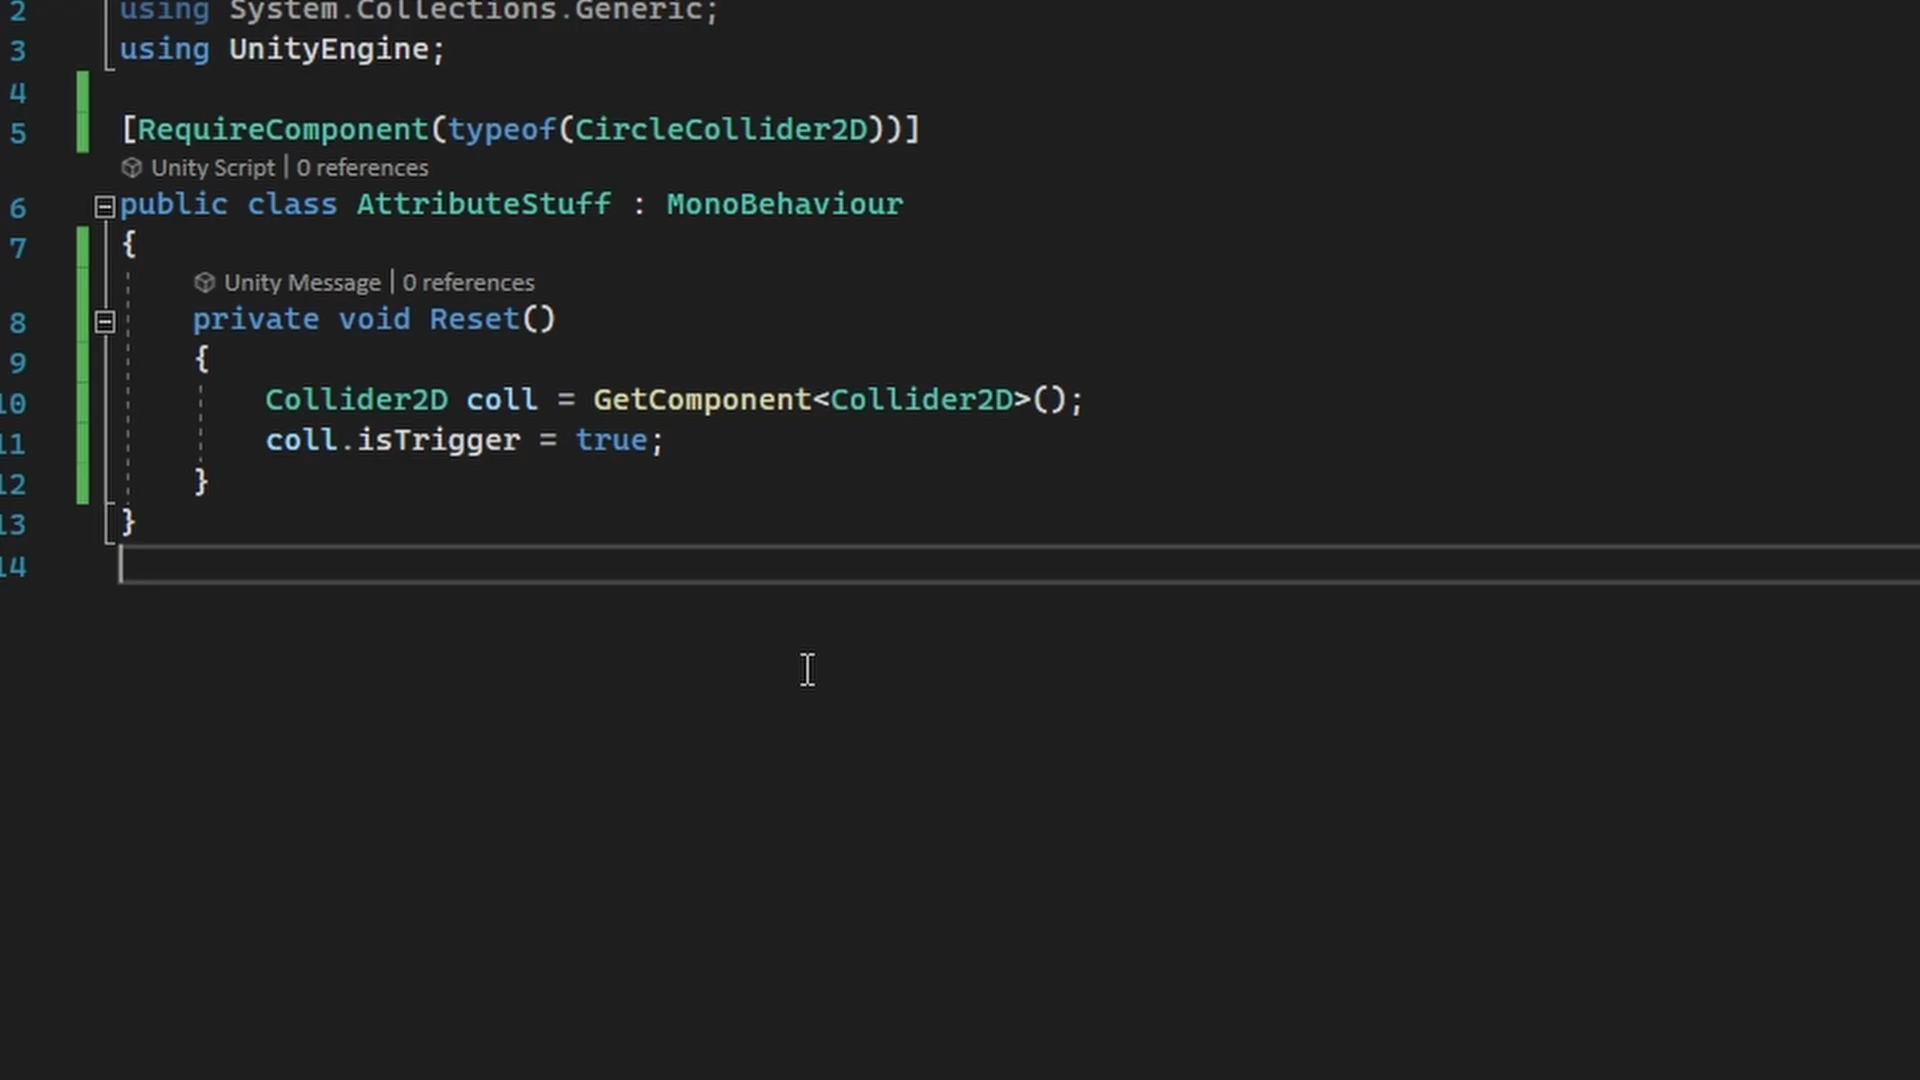 2 using System.Collections.Generic;
3 using UnityEngine;
4
5 [RequireComponent(typeof(CircleCollider2D))]
Unity Script | 0 references
6 public class AttributeStuff : MonoBehaviour
7 {
Unity Message | 0 references
8 private void Reset()
9 {
10 Collider2D coll = GetComponent<Collider2D>();
11 coll.isTrigger = true;
12 }
13 }
14